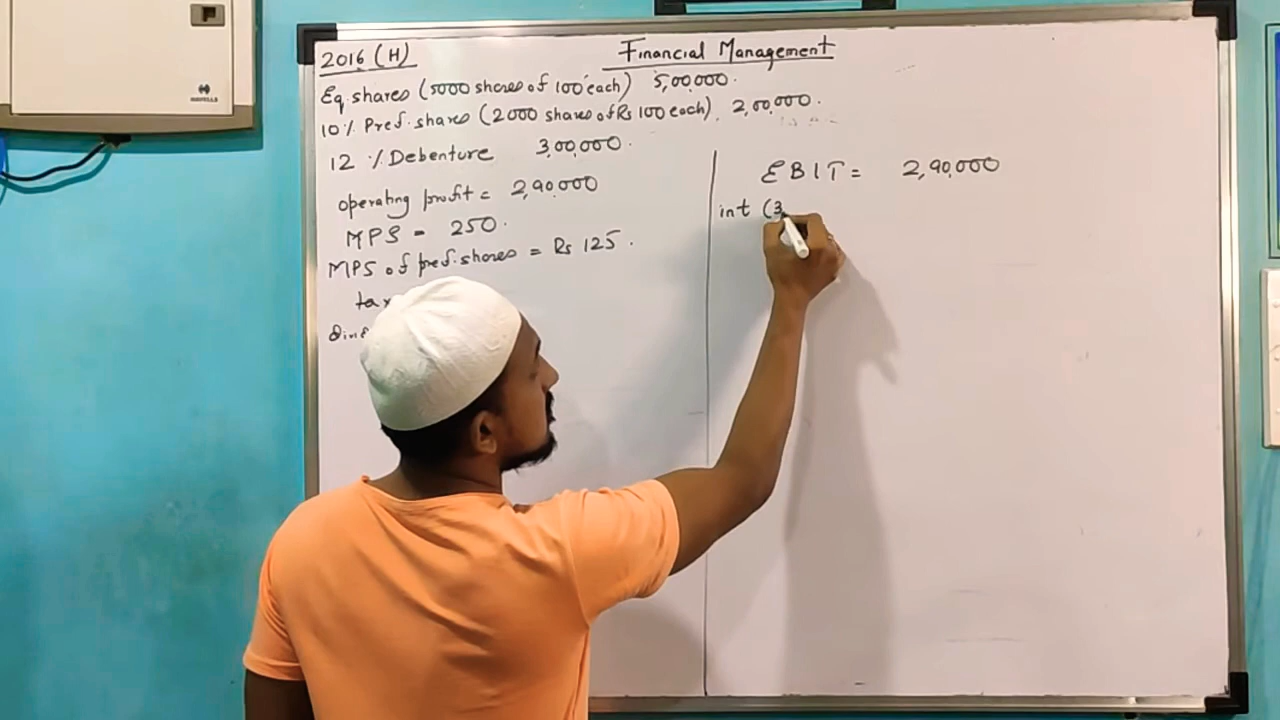 2016 (H)
Financial Management
Eq. shares (5000 shares of 100 each) 5,00,000.
10% Pref. shares (2000 shares of Rs 100 each). 2,00,000.
12 % Debenture 3,00,000.
operating profit = 2,90,000
MPS = 250.
MPS of pref. shares = Rs 125.
tax
EBIT = 2,90,000
int (3
HAVELLS